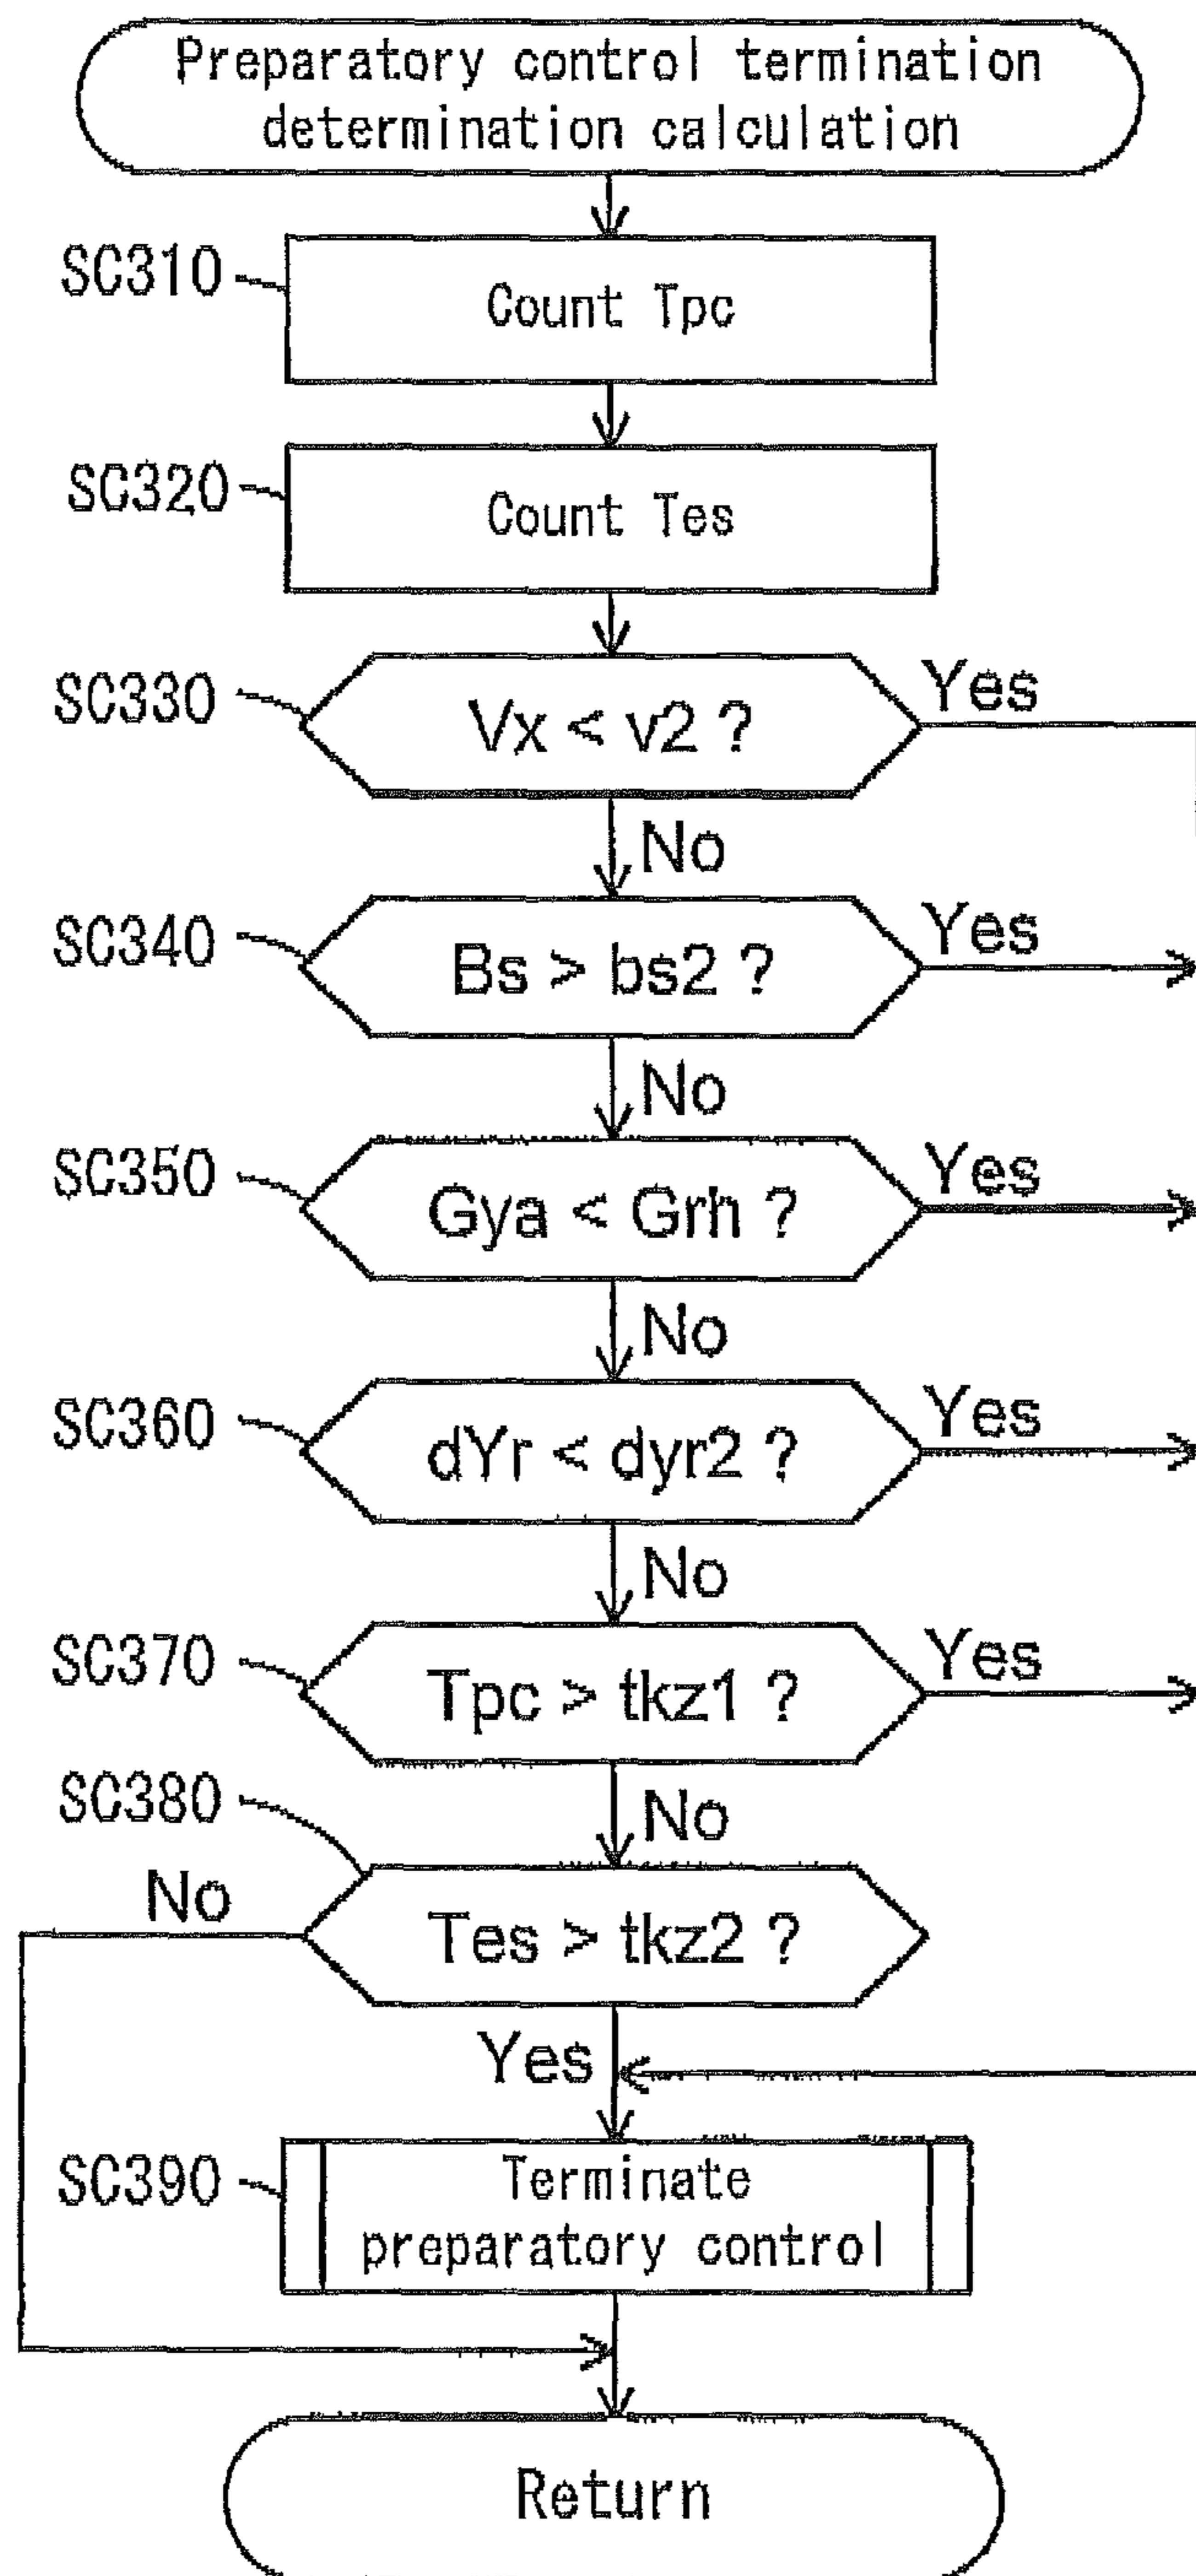 Preparatory control termination
determination calculation
SC310
Count Tpc
SC320
Count Tes
SC330
Vx < v2 ?
Yes
No
SC340
Bs > bs2 ?
Yes
No
SC350
Gya < Grh ?
Yes
No
SC360
dYr < dyr2 ?
Yes
No
SC370
Tpc > tkz1 ?
Yes
No
SC380
No
Tes > tkz2 ?
Yes
SC390
Terminate
preparatory control
Return